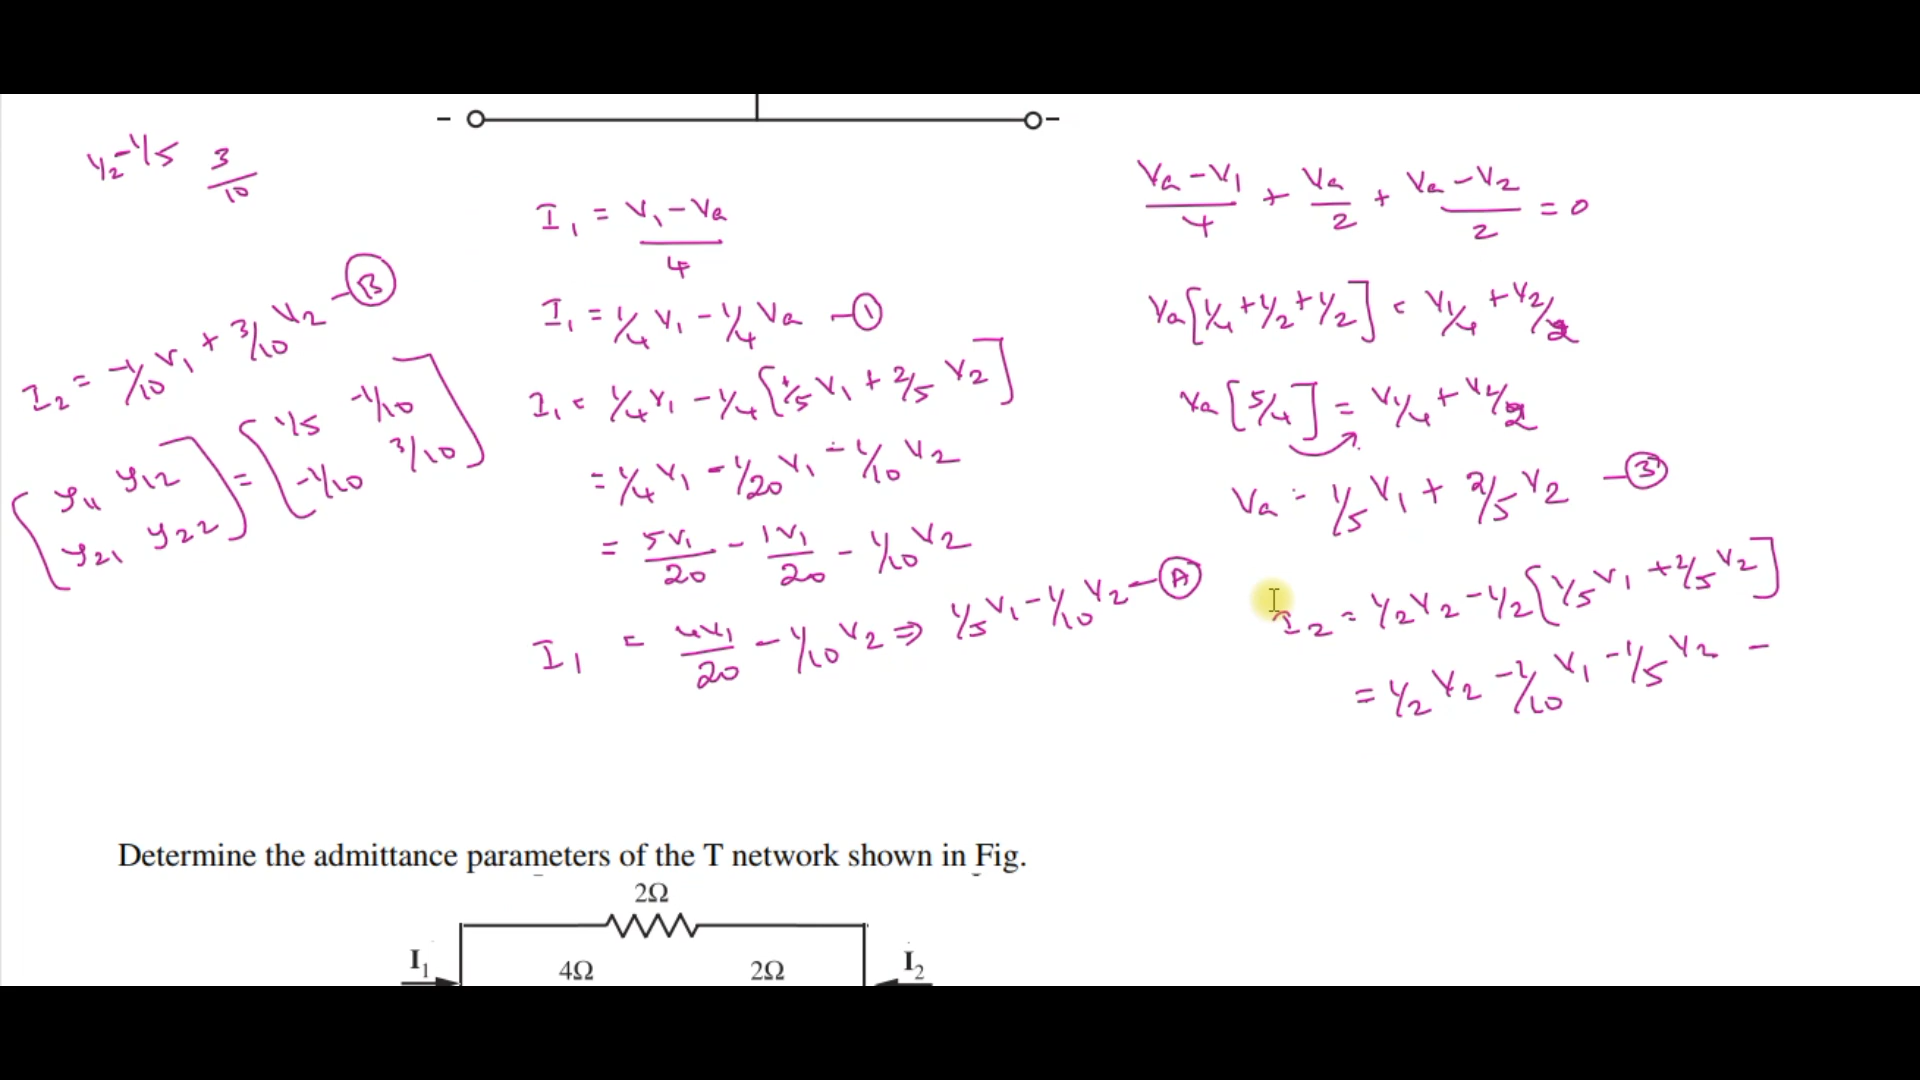 1/2 - 1/5 3/10
I2 = -1/10 V1 + 3/10 V2 - (B)
[y11 y12 = [1/5 -1/10
y21 y22] -1/10 3/10]
I1 = V1 - Va / 4
I1 = 1/4 V1 - 1/4 Va - (1)
I1 = 1/4 V1 - 1/4 [1/5 V1 + 2/5 V2]
= 1/4 V1 - 1/20 V1 - 1/10 V2
= 5V1/20 - 1V1/20 - 1/10 V2
I1 = 4V1/20 - 1/10 V2 ⇒ 1/5 V1 - 1/10 V2 - (A)
Va - V1 / 4 + Va / 2 + Va - V2 / 2 = 0
Va [1/4 + 1/2 + 1/2] = V1/4 + V2/2
Va [5/4] = V1/4 + V2/2
Va = 1/5 V1 + 2/5 V2 - (3)
I2 = 1/2 V2 - 1/2 [1/5 V1 + 2/5 V2]
= 1/2 V2 - 1/10 V1 - 1/5 V2 -
Determine the admittance parameters of the T network shown in Fig.
2Ω
I1 4Ω 2Ω I2